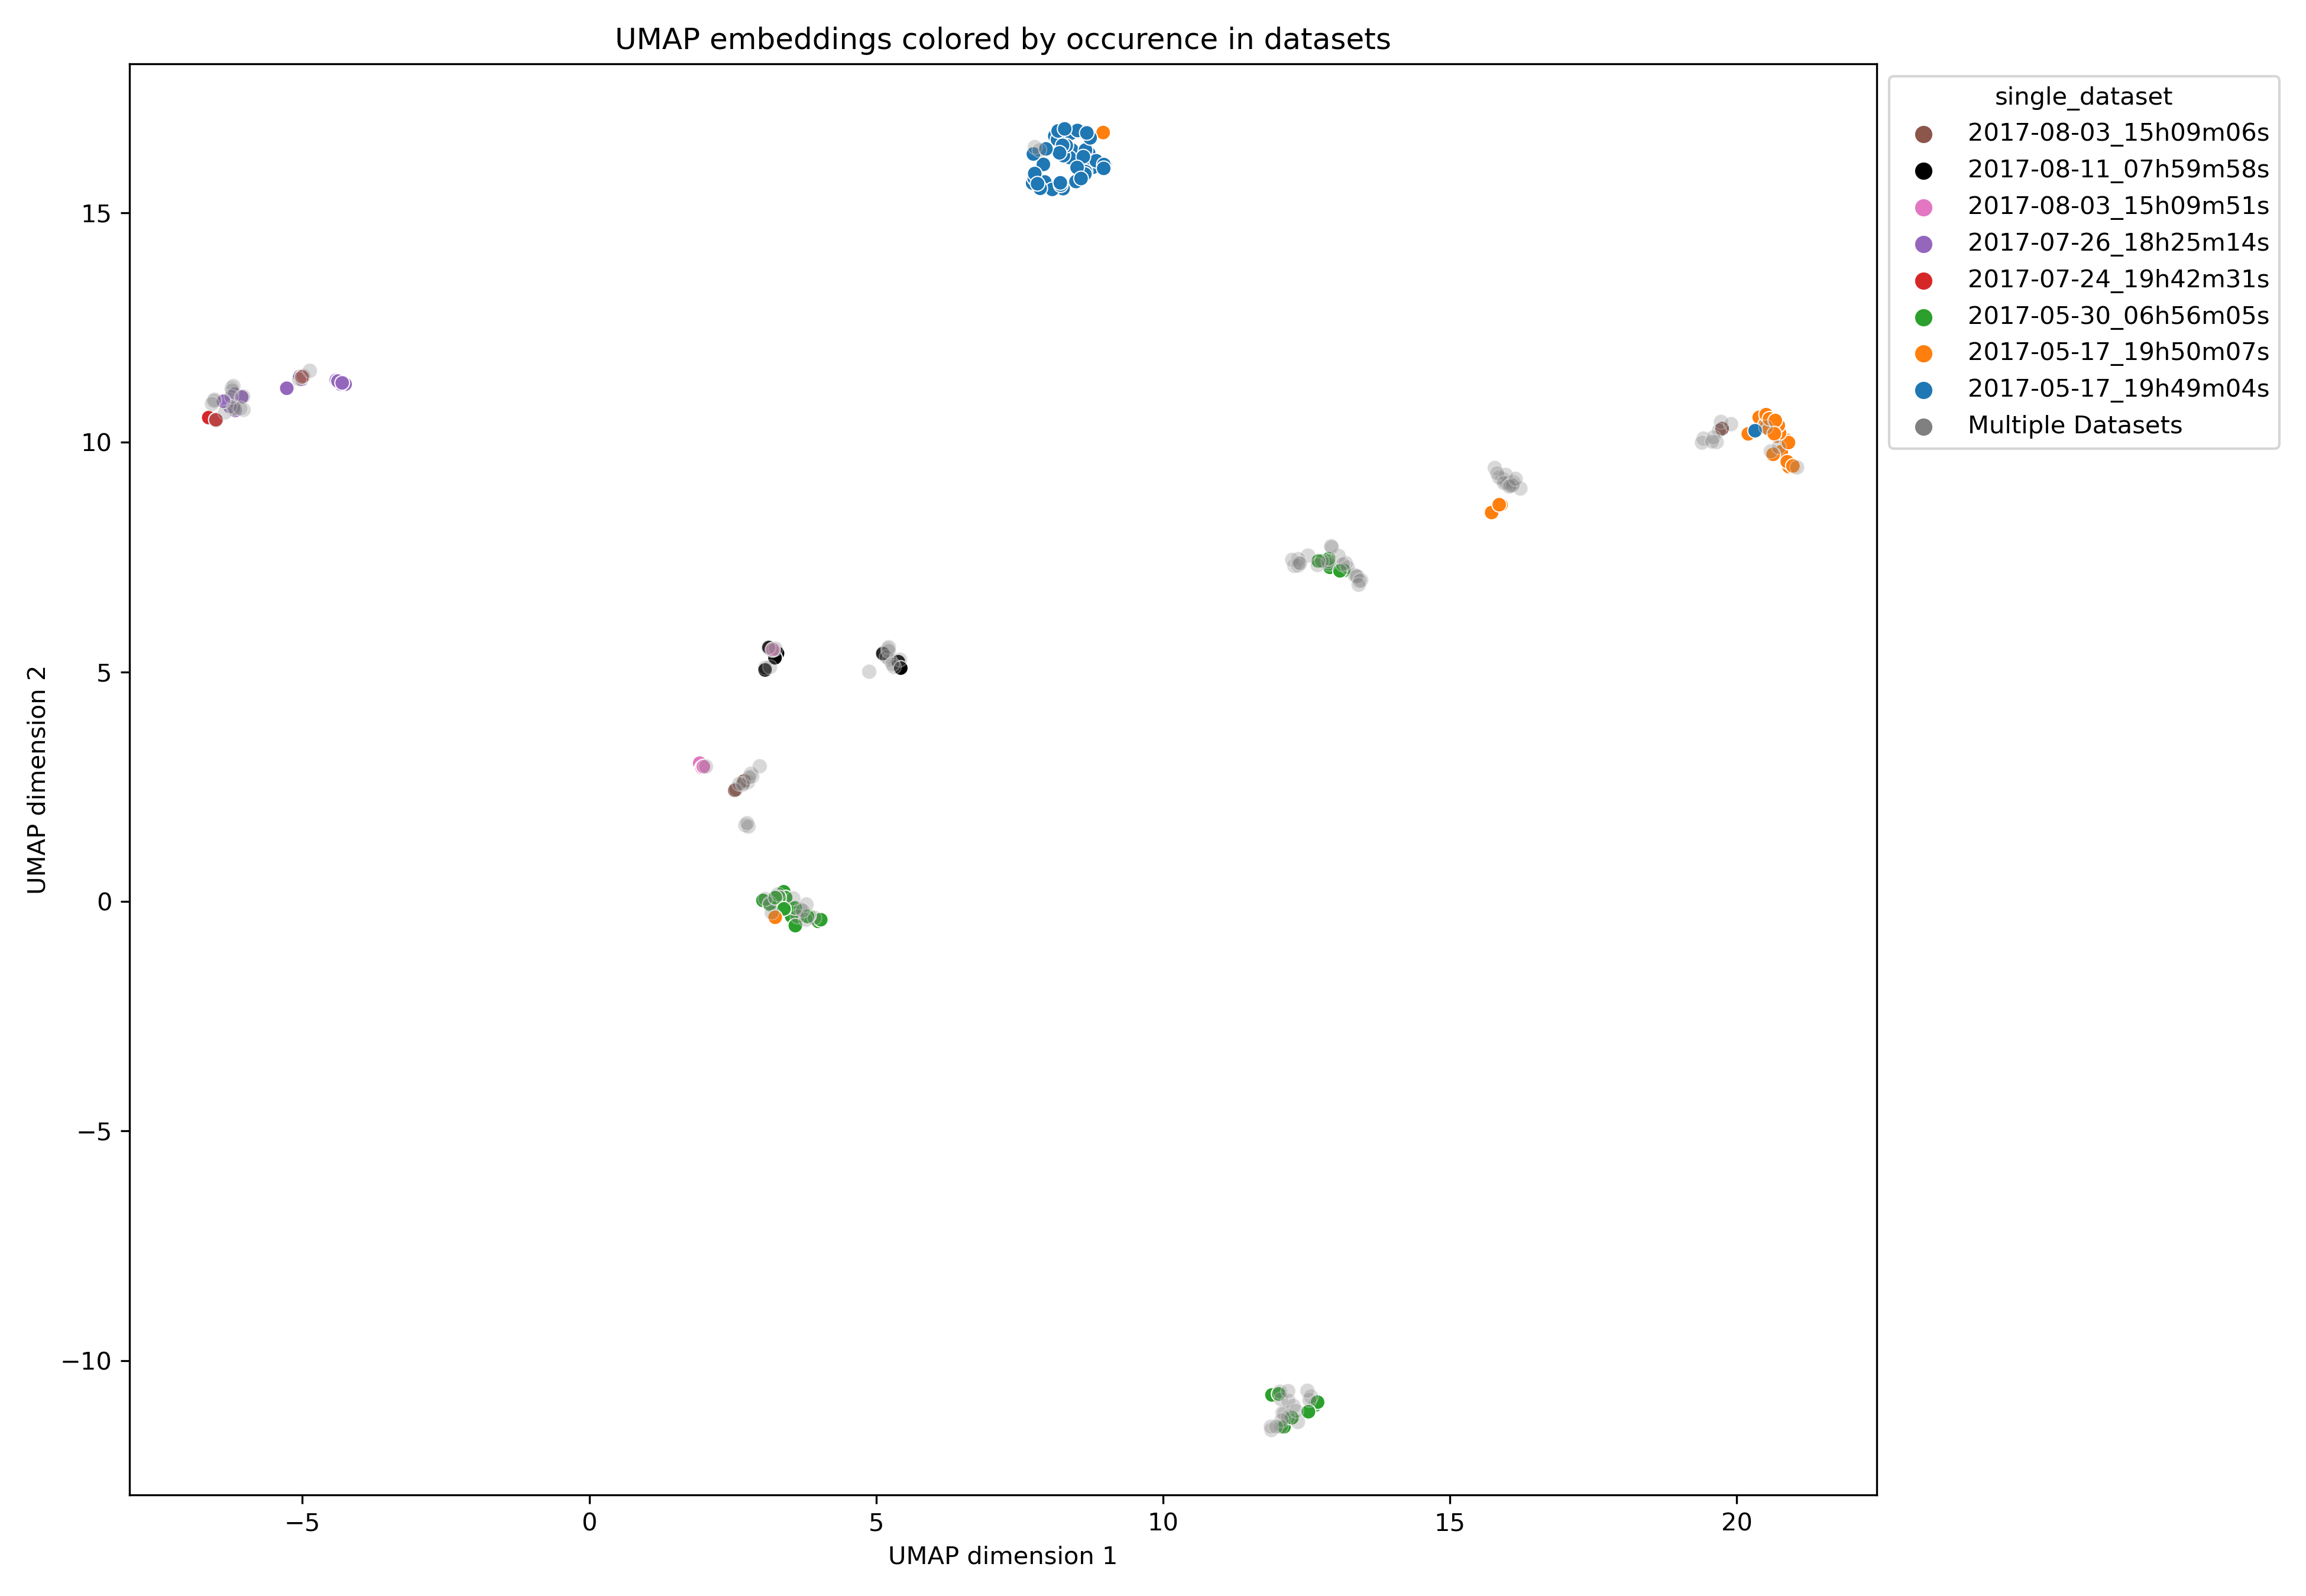 UMAP embeddings colored by occurence in datasets
single_dataset
2017-08-03_15h09m06s
2017-08-11_07h59m58s
2017-08-03_15h09m51s
2017-07-26_18h25m14s
2017-07-24_19h42m31s
2017-05-30_06h56m05s
2017-05-17_19h50m07s
2017-05-17_19h49m04s
Multiple Datasets
UMAP dimension 2
15
10
5
0
−5
−10
−5
0
5
10
15
20
UMAP dimension 1